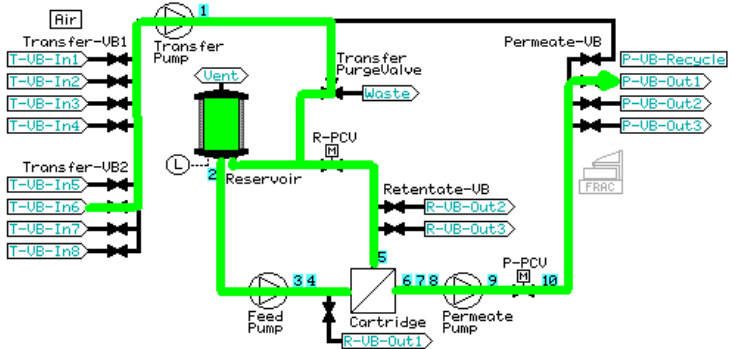 Air
1
Transfer-VB1
Transfer
Pump
Permeate-VB
T-VB-In1
T-VB-In2
T-VB-In3
T-VB-In4
Vent
Transfer
PurgeValve
Waste
P-VB-Recycle
P-VB-Out1
P-VB-Out2
P-VB-Out3
R-PCV
M
L
2
Reservoir
FRAC
Transfer-VB2
T-VB-In5
T-VB-In6
T-VB-In7
T-VB-In8
Retentate-VB
R-VB-Out2
R-VB-Out3
5
P-PCV
M
3 4
6 7 8
9
10
Feed
Pump
Cartridge
Permeate
Pump
R-VB-Out1